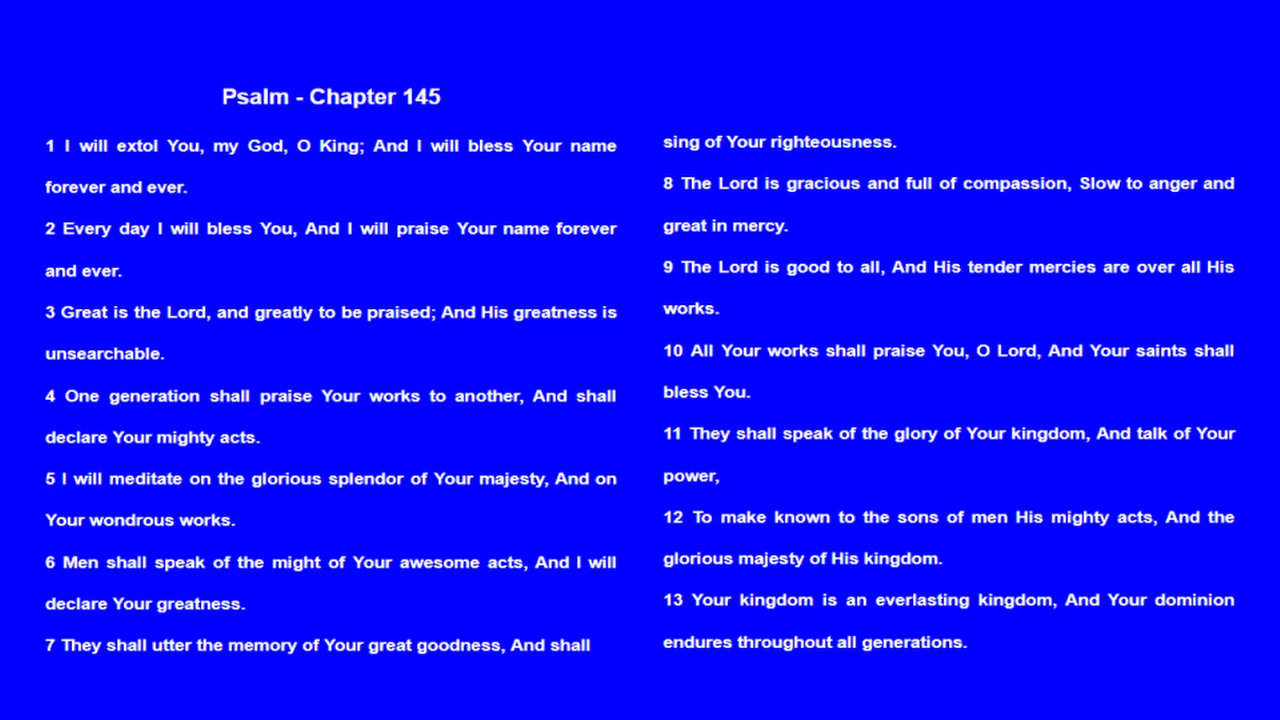 Psalm - Chapter 145
1 I will extol You, my God, O King; And I will bless Your name
forever and ever.
2 Every day I will bless You, And I will praise Your name forever
and ever.
3 Great is the Lord, and greatly to be praised; And His greatness is
unsearchable.
4 One generation shall praise Your works to another, And shall
declare Your mighty acts.
5 I will meditate on the glorious splendor of Your majesty, And on
Your wondrous works.
6 Men shall speak of the might of Your awesome acts, And I will
declare Your greatness.
7 They shall utter the memory of Your great goodness, And shall
sing of Your righteousness.
8 The Lord is gracious and full of compassion, Slow to anger and
great in mercy.
9 The Lord is good to all, And His tender mercies are over all His
works.
10 All Your works shall praise You, O Lord, And Your saints shall
bless You.
11 They shall speak of the glory of Your kingdom, And talk of Your
power,
12 To make known to the sons of men His mighty acts, And the
glorious majesty of His kingdom.
13 Your kingdom is an everlasting kingdom, And Your dominion
endures throughout all generations.